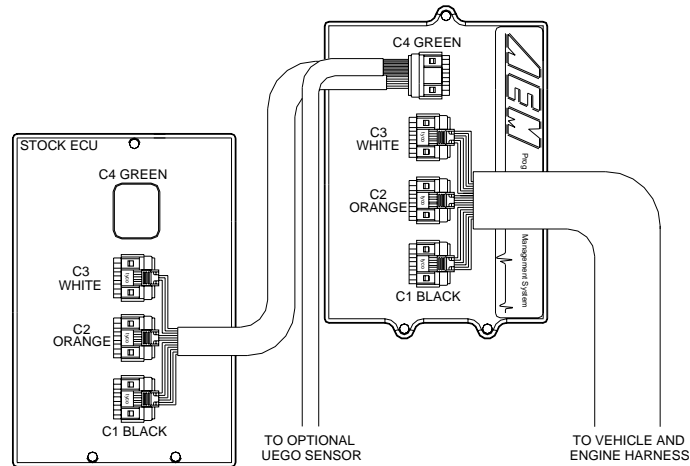 C4 GREEN
AEM
C3
WHITE
C2
ORANGE
C1 BLACK
Prog
Management System
STOCK ECU
C4 GREEN
C3
WHITE
C2
ORANGE
C1 BLACK
TO OPTIONAL
UEGO SENSOR
TO VEHICLE AND
ENGINE HARNESS